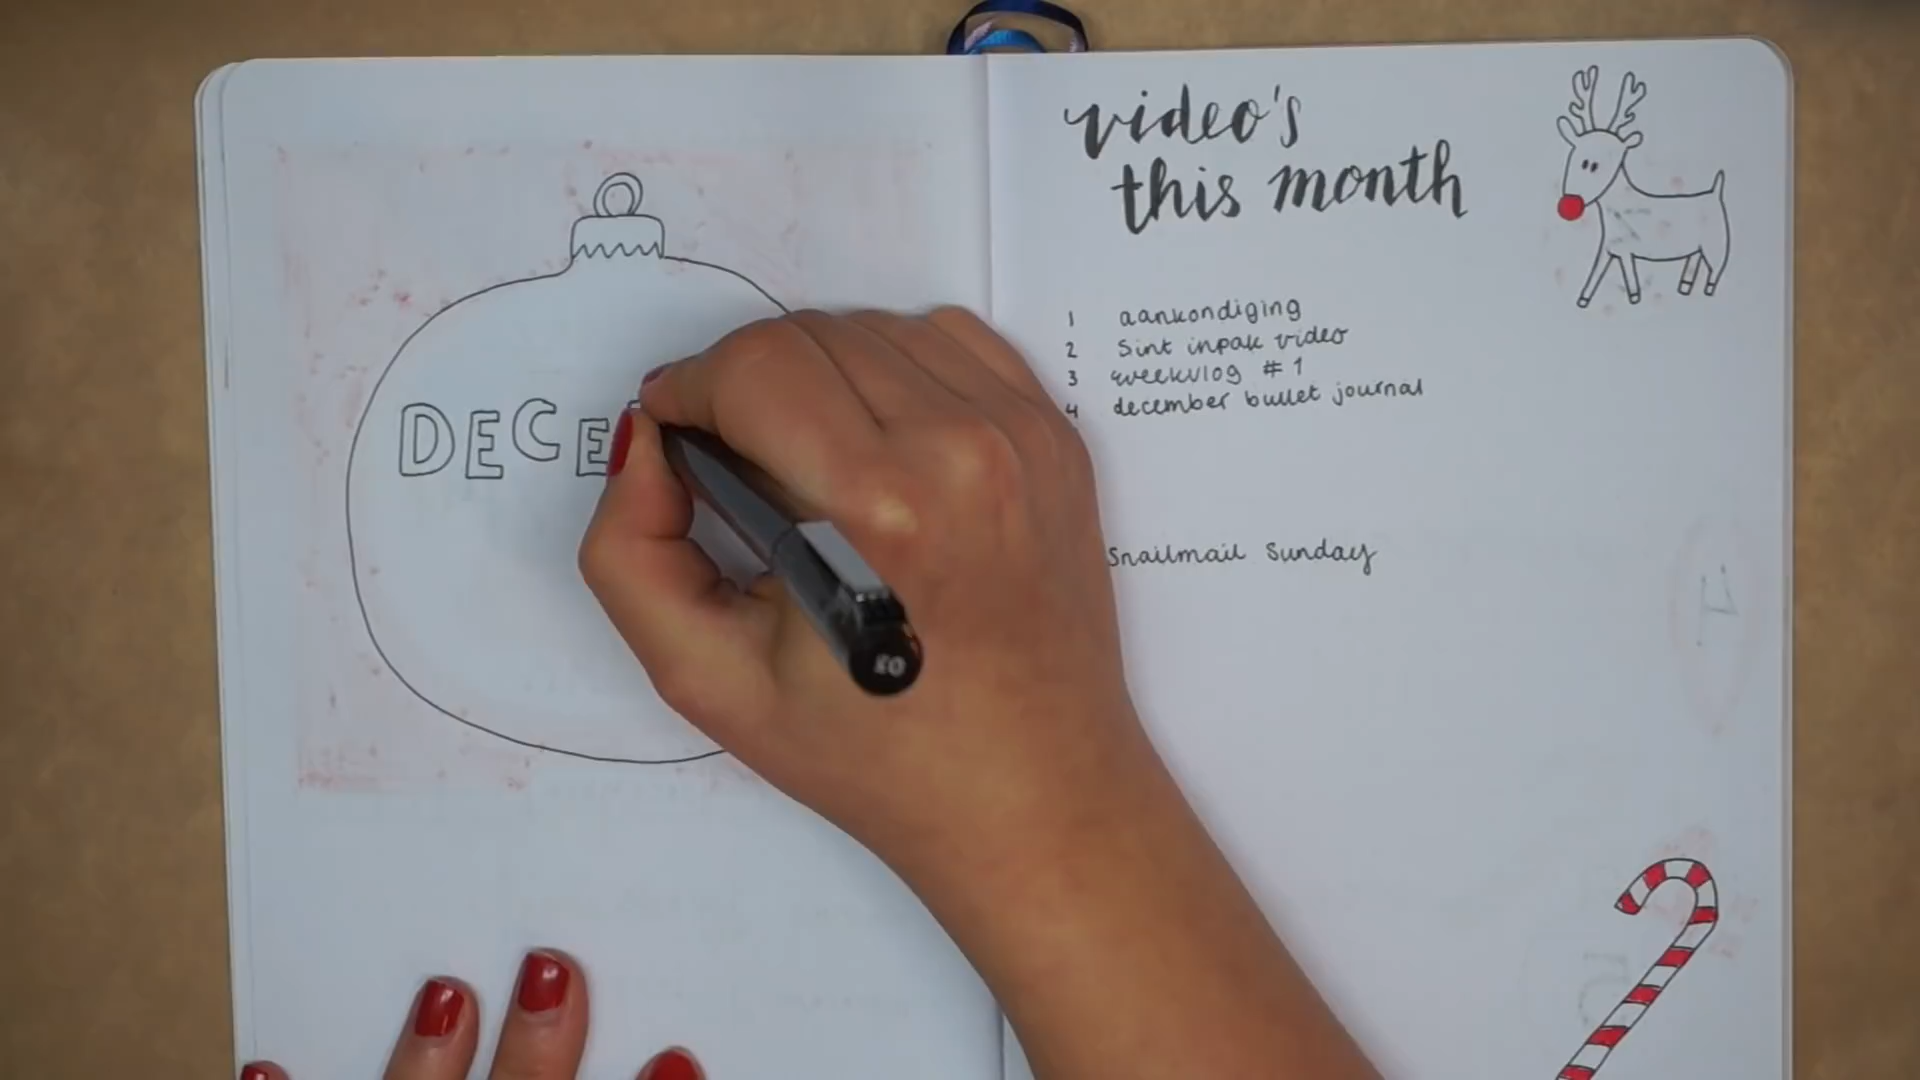 DECE
video's
this month
1 aankondiging
2 Sint inpak video
3 weekvlog #1
4 december bullet journal
Snailmail Sunday
03